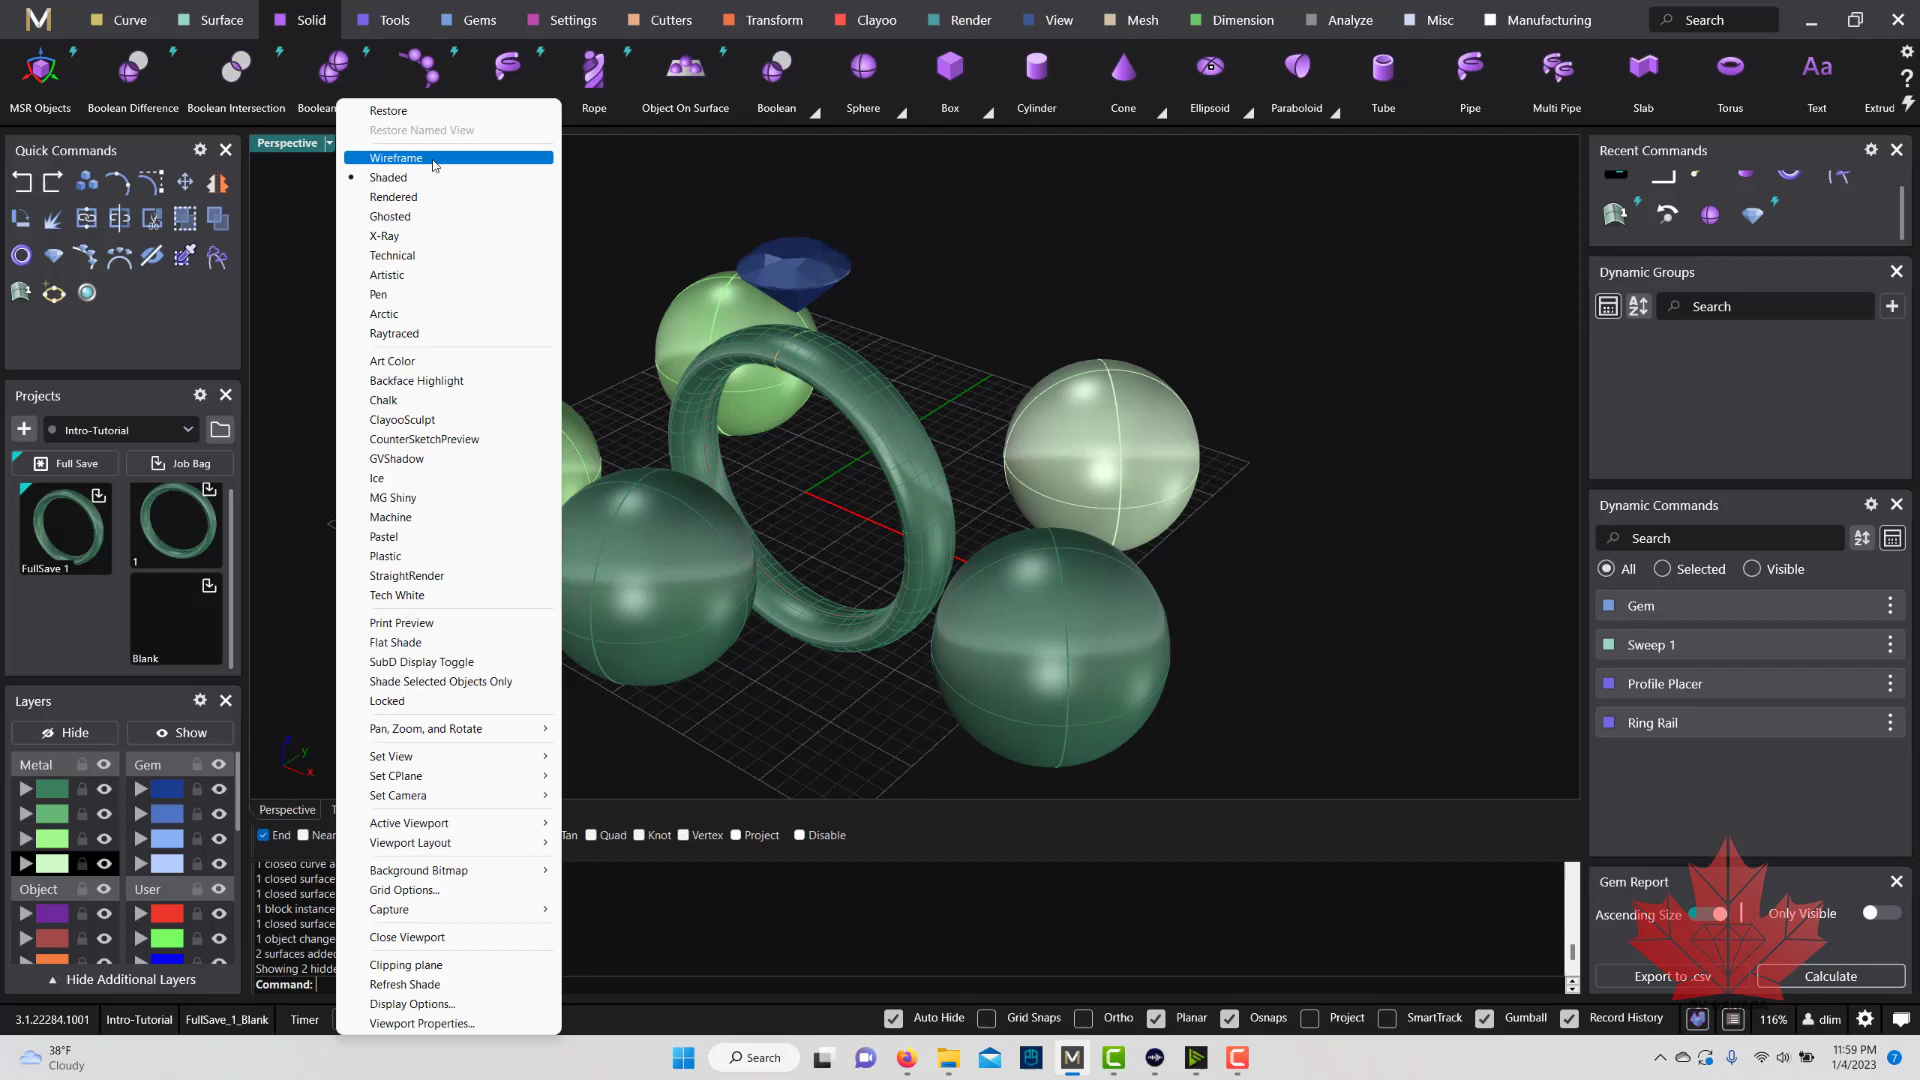 M Curve Surface Solid Tools Gems Settings Cutters Transform Clayoo Render View Mesh Dimension Analyze Misc Manufacturing Search
MSR Objects Boolean Difference Boolean Intersection Boolean Rope Object On Surface Boolean Sphere Box Cylinder Cone Ellipsoid Paraboloid Tube Pipe Multi Pipe Slab Torus Aa Text Extrud
Quick Commands
Projects
Intro-Tutorial
Full Save Job Bag
FullSave 1
1
Blank
Layers
Hide Show
Metal Gem
Object User
Hide Additional Layers
Perspective
Restore
Restore Named View
Wireframe
Shaded
Rendered
Ghosted
X-Ray
Technical
Artistic
Pen
Arctic
Raytraced
Art Color
Backface Highlight
Chalk
ClayooSculpt
CounterSketchPreview
GVShadow
Ice
MG Shiny
Machine
Pastel
Plastic
StraightRender
Tech White
Print Preview
Flat Shade
SubD Display Toggle
Shade Selected Objects Only
Locked
Pan, Zoom, and Rotate
Set View
Set CPlane
Set Camera
Active Viewport
Viewport Layout
Background Bitmap
Grid Options...
Capture
Close Viewport
Clipping plane
Refresh Shade
Display Options...
Viewport Properties...
z y x
Perspective T
End Near Tan Quad Knot Vertex Project Disable
1 closed curve a
1 closed surface
1 closed surface
1 block instance
1 closed surface
1 object change
2 surfaces added
Showing 2 hidde
Command:
Recent Commands
Dynamic Groups
Search
Dynamic Commands
Search
All Selected Visible
Gem
Sweep 1
Profile Placer
Ring Rail
Gem Report
Ascending Size Only Visible
Export to .csv Calculate
3.1.22284.1001 Intro-Tutorial FullSave_1_Blank Timer Auto Hide Grid Snaps Ortho Planar Osnaps Project SmartTrack Gumball Record History 116% dlim
38°F
Cloudy
Search
11:59 PM
1/4/2023
7